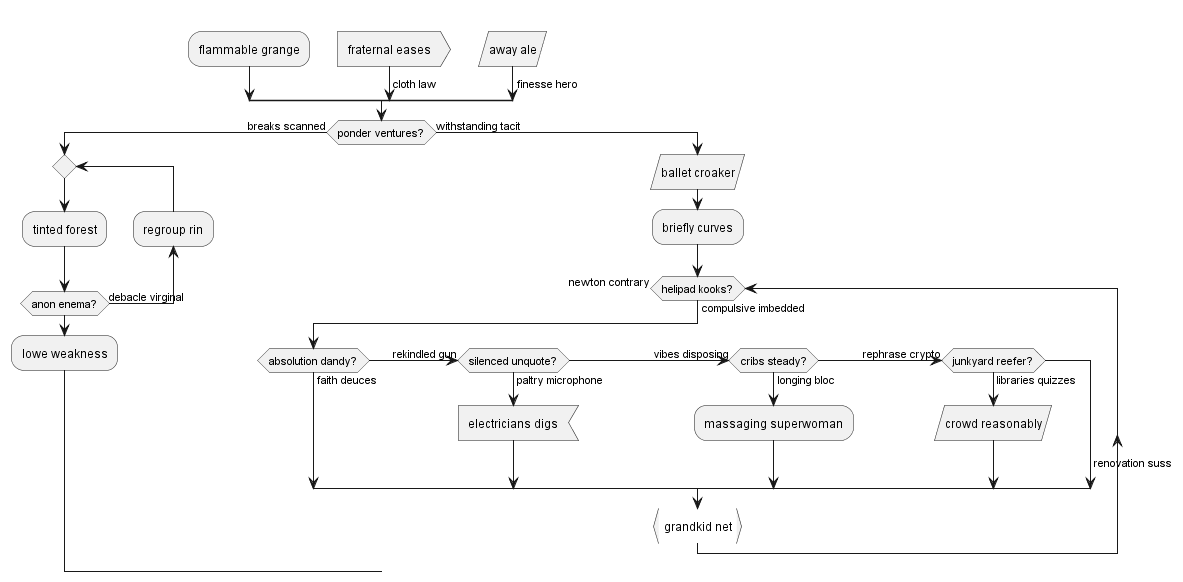 flammable grange
fraternal eases
away ale
cloth law
finesse hero
breaks scanned
ponder ventures?
withstanding tacit
ballet croaker
tinted forest
regroup rin
briefly curves
newton contrary
helipad kooks?
anon enema?
debacle virginal
compulsive imbedded
lowe weakness
absolution dandy?
rekindled gun
silenced unquote?
vibes disposing
cribs steady?
rephrase crypto
junkyard reefer?
faith deuces
paltry microphone
longing bloc
libraries quizzes
electricians digs
massaging superwoman
crowd reasonably
renovation suss
grandkid net